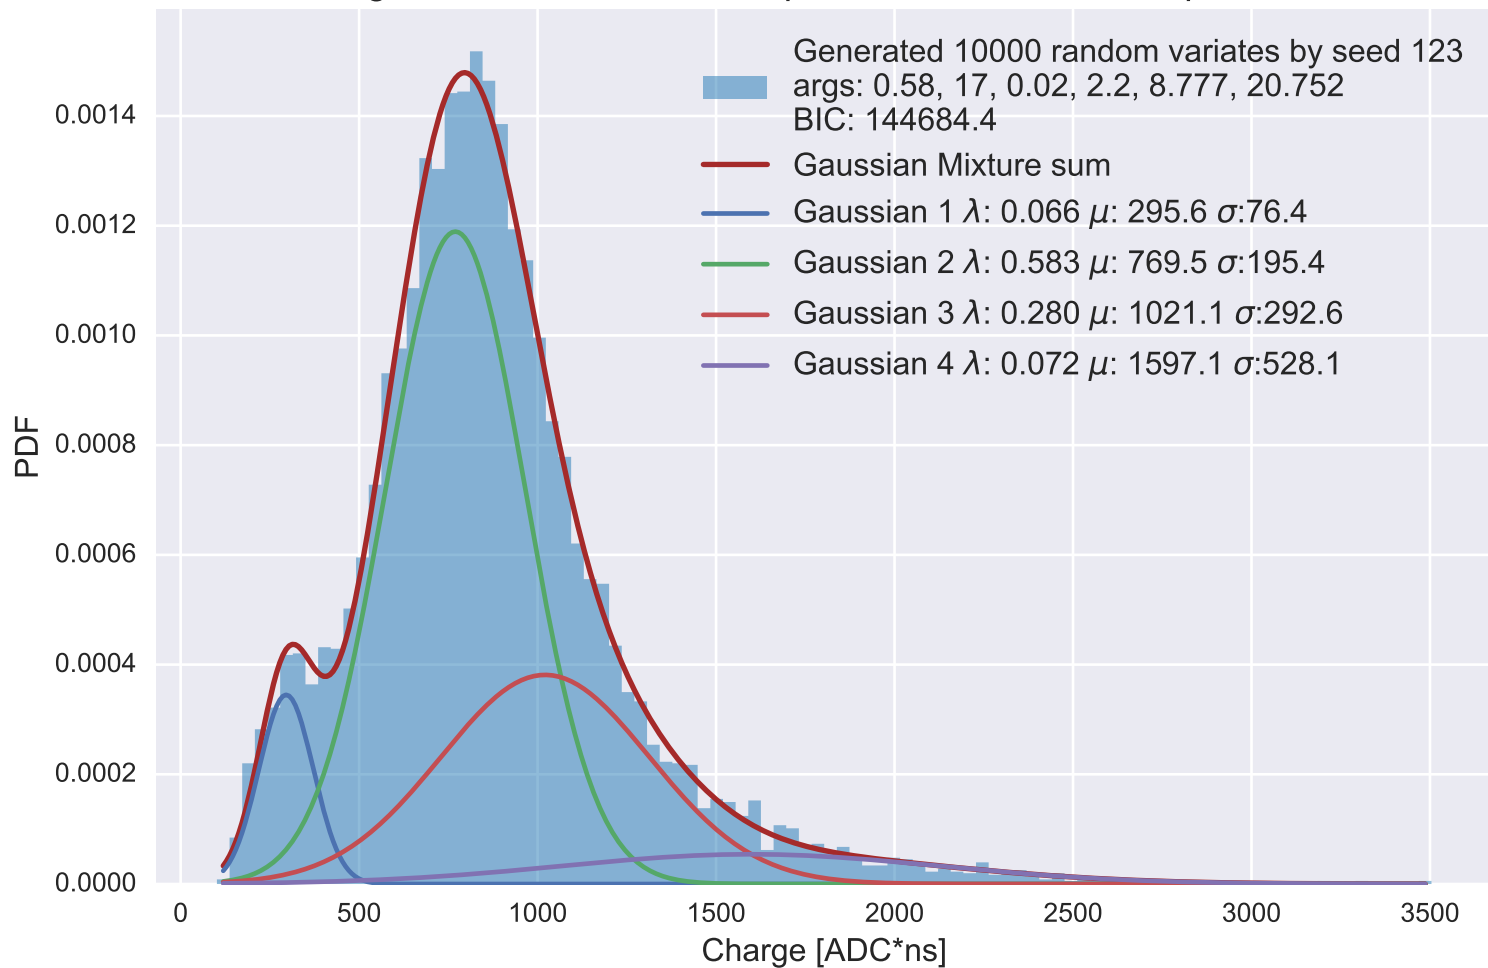 Generated 10000 random variates by seed 123
args: 0.58, 17, 0.02, 2.2, 8.777, 20.752
BIC: 144684.4
Gaussian Mixture sum
Gaussian 1 λ: 0.066 μ: 295.6 σ:76.4
Gaussian 2 λ: 0.583 μ: 769.5 σ:195.4
Gaussian 3 λ: 0.280 μ: 1021.1 σ:292.6
Gaussian 4 λ: 0.072 μ: 1597.1 σ:528.1
PDF
0.0014
0.0012
0.0010
0.0008
0.0006
0.0004
0.0002
0.0000
0 500 1000 1500 2000 2500 3000 3500
Charge [ADC*ns]